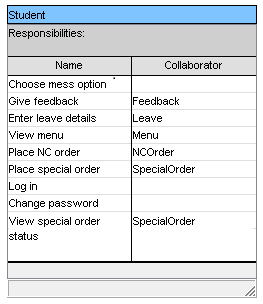 Student
Responsibilities:
Name Collaborator
Choose mess option
Give feedback Feedback
Enter leave details Leave
View menu Menu
Place NC order NCOrder
Place special order SpecialOrder
Log in
Change password
View special order SpecialOrder
status